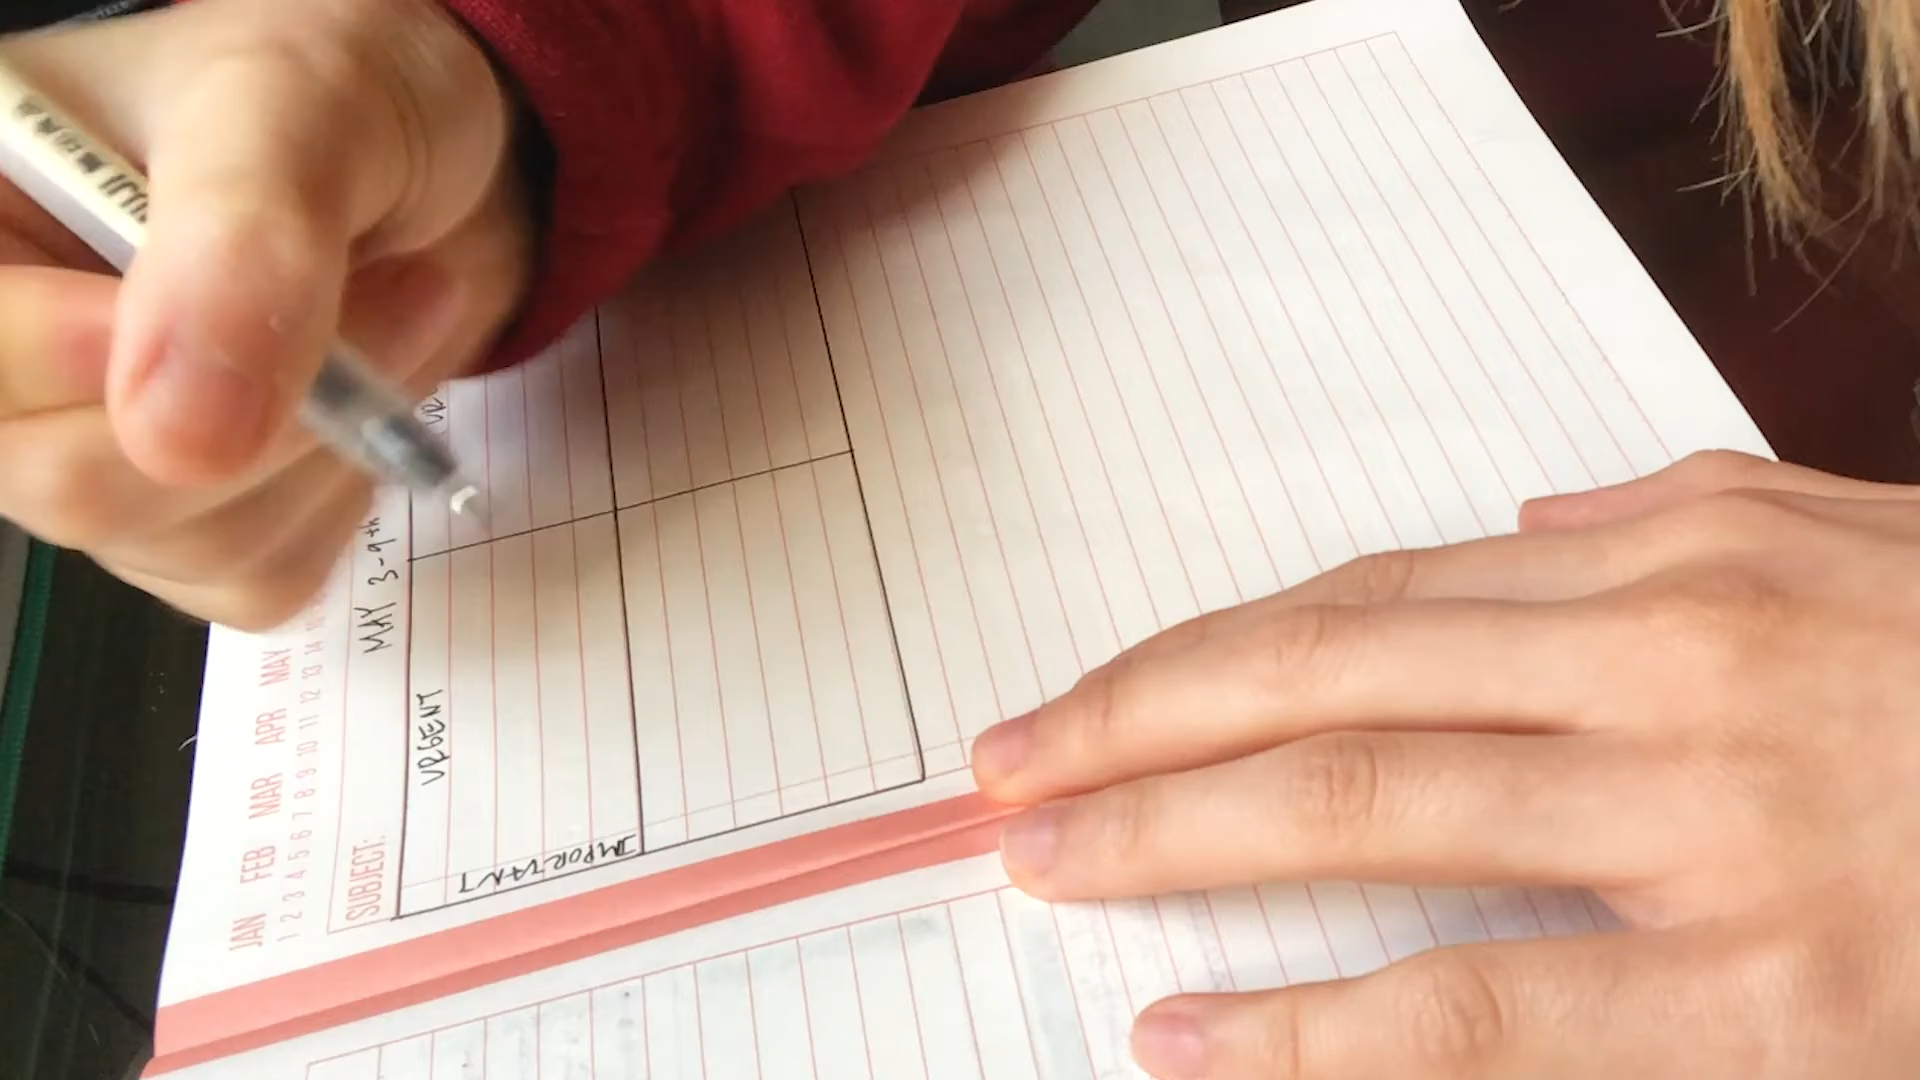 JAN FEB MAR APR MAY
1 2 3 4 5 6 7 8 9 10 11 12 13 14
SUBJECT:
MAY 3-9th
URGENT
IMPORTANT